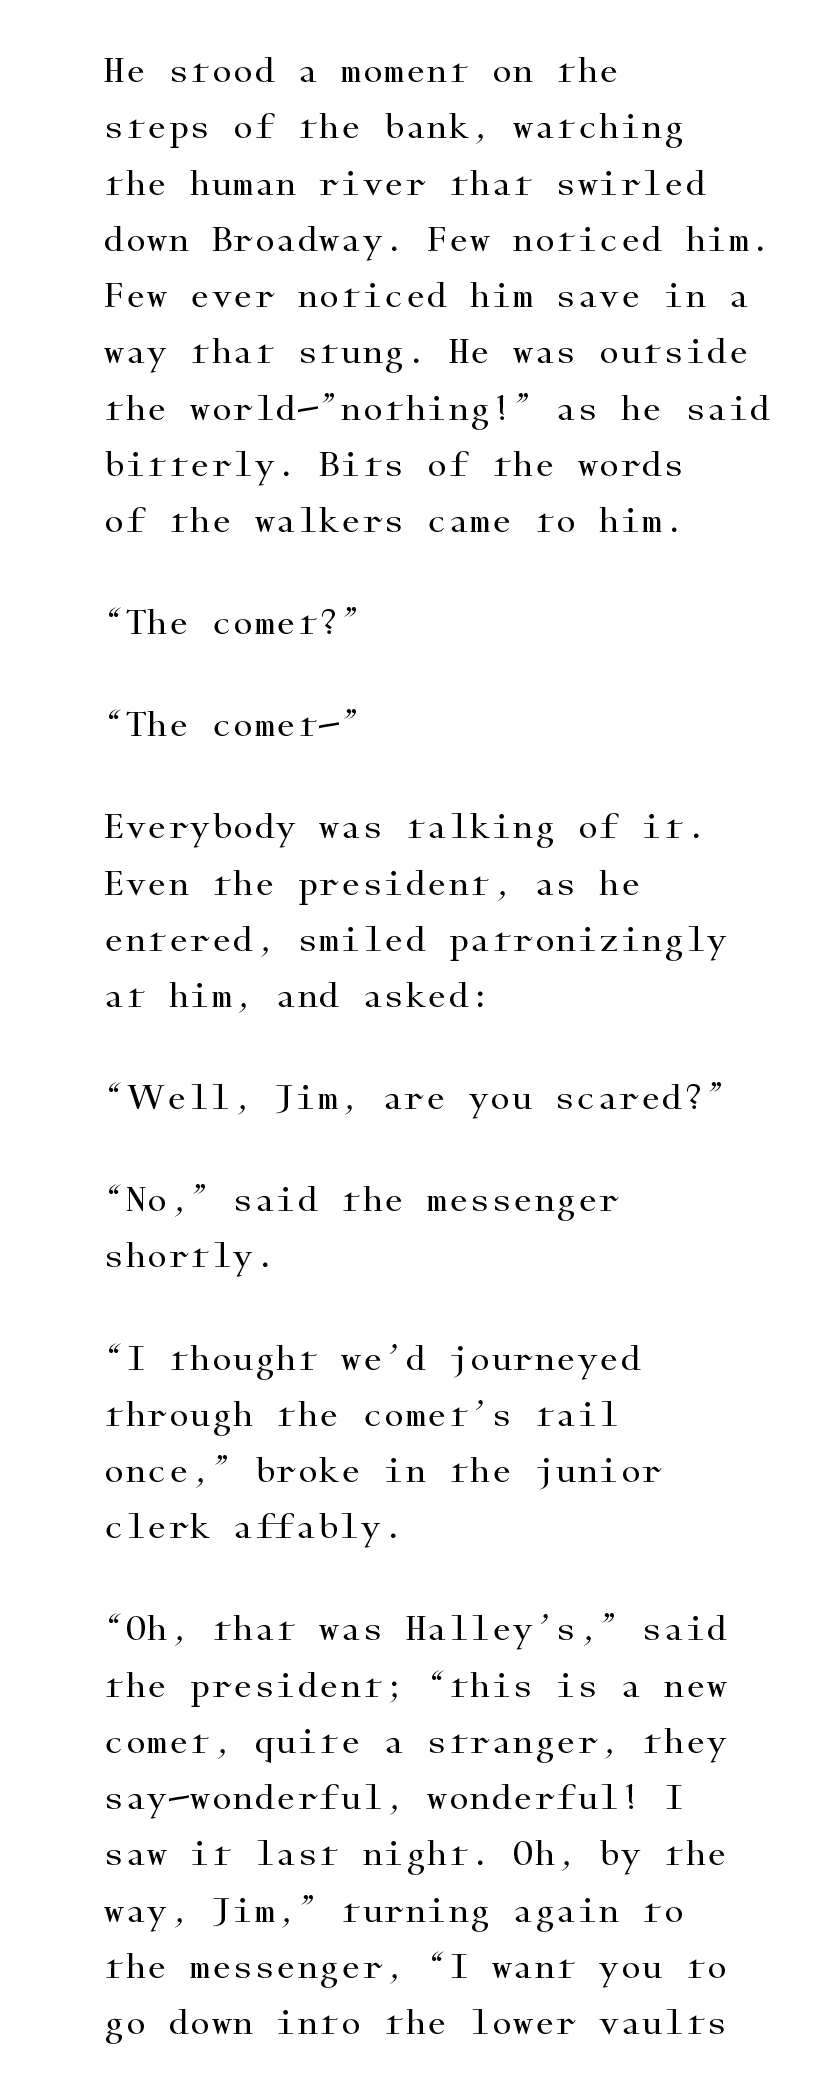 He stood a moment on the
steps of the bank, watching
the human river that swirled
down Broadway. Few noticed him.
Few ever noticed him save in a
way that stung. He was outside
the world—”nothing!” as he said
bitterly. Bits of the words
of the walkers came to him.
“The comet?”
“The comet—”
Everybody was talking of it.
Even the president, as he
entered, smiled patronizingly
at him, and asked:
“Well, Jim, are you scared?”
“No,” said the messenger
shortly.
“I thought we’d journeyed
through the comet’s tail
once,” broke in the junior
clerk affably.
“Oh, that was Halley’s,” said
the president; “this is a new
comet, quite a stranger, they
say—wonderful, wonderful! I
saw it last night. Oh, by the
way, Jim,” turning again to
the messenger, “I want you to
go down into the lower vaults